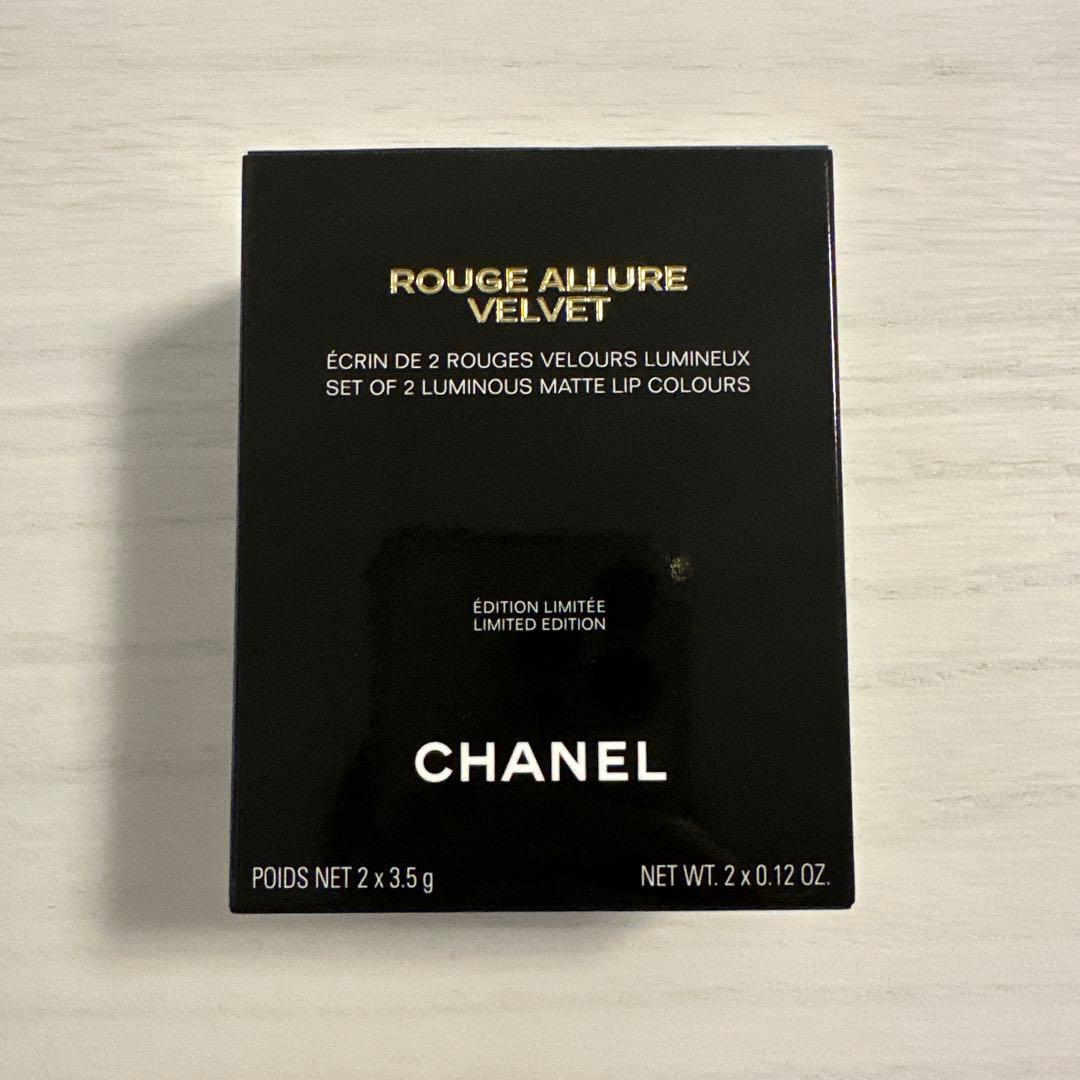 ROUGE ALLURE
VELVET
ÉCRIN DE 2 ROUGES VELOURS LUMINEUX
SET OF 2 LUMINOUS MATTE LIP COLOURS
ÉDITION LIMITÉE
LIMITED EDITION
CHANEL
POIDS NET 2 x 3.5 g
NET WT. 2 x 0.12 OZ.